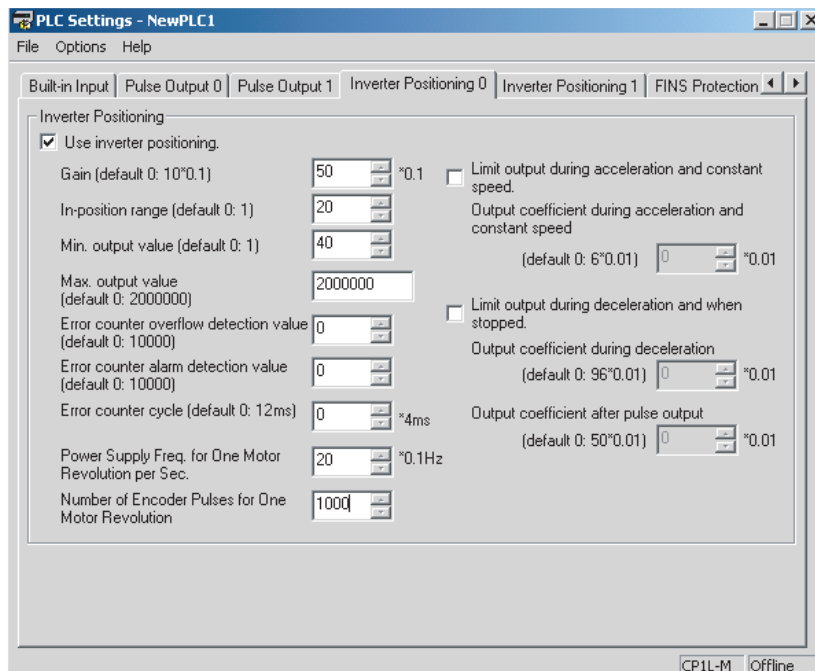 PLC Settings - NewPLC1
File Options Help
Built-in Input Pulse Output 0 Pulse Output 1 Inverter Positioning 0 Inverter Positioning 1 FINS Protection
Inverter Positioning
Use inverter positioning.
Gain (default 0: 10*0.1) 50 *0.1
In-position range (default 0: 1) 20
Min. output value (default 0: 1) 40
Max. output value
(default 0: 2000000) 2000000
Error counter overflow detection value
(default 0: 10000) 0
Error counter alarm detection value
(default 0: 10000) 0
Error counter cycle (default 0: 12ms) 0 *4ms
Power Supply Freq. for One Motor
Revolution per Sec. 20 *0.1Hz
Number of Encoder Pulses for One
Motor Revolution 1000
Limit output during acceleration and constant
speed.
Output coefficient during acceleration and
constant speed
(default 0: 6*0.01) 0 *0.01
Limit output during deceleration and when
stopped.
Output coefficient during deceleration
(default 0: 96*0.01) 0 *0.01
Output coefficient after pulse output
(default 0: 50*0.01) 0 *0.01
CP1L-M Offline